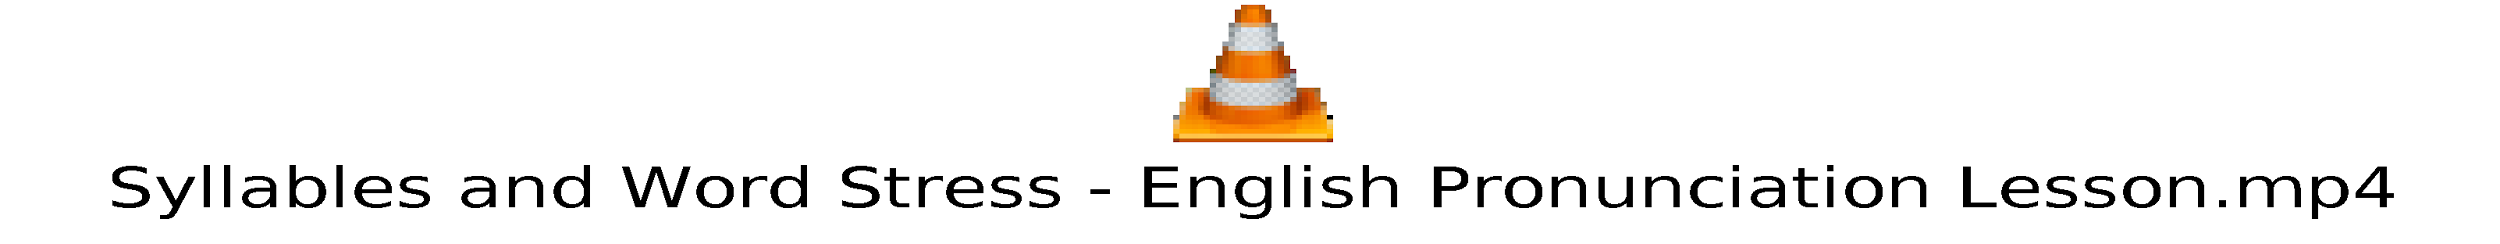 Syllables and Word Stress - English Pronunciation Lesson.mp4